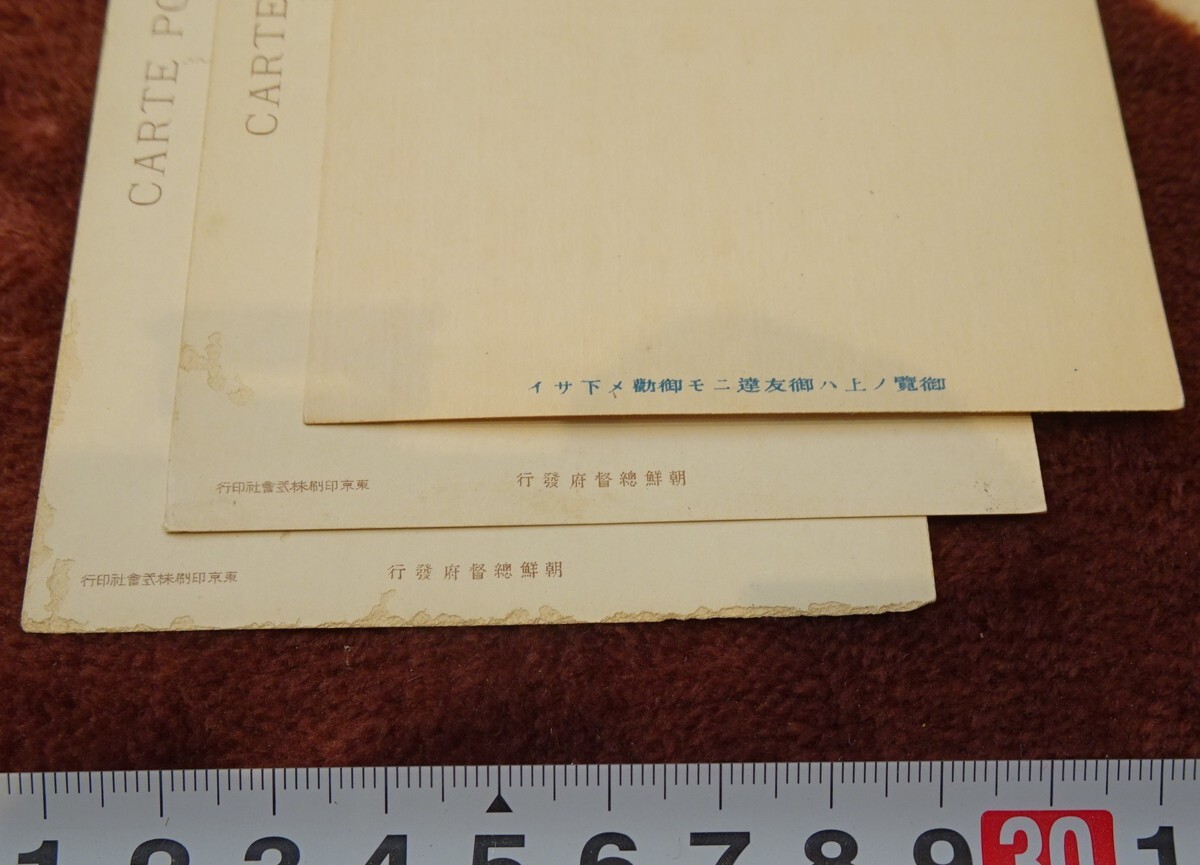 CARTE PO
CARTE
御覽ノ上ハ御友達ニモ御勸メ下サイ
朝鮮總督府發行
東京印刷株式會社印行
朝鮮總督府發行
東京印刷株式會社印行
1 2 3 4 5 6 7 8 9 30 1